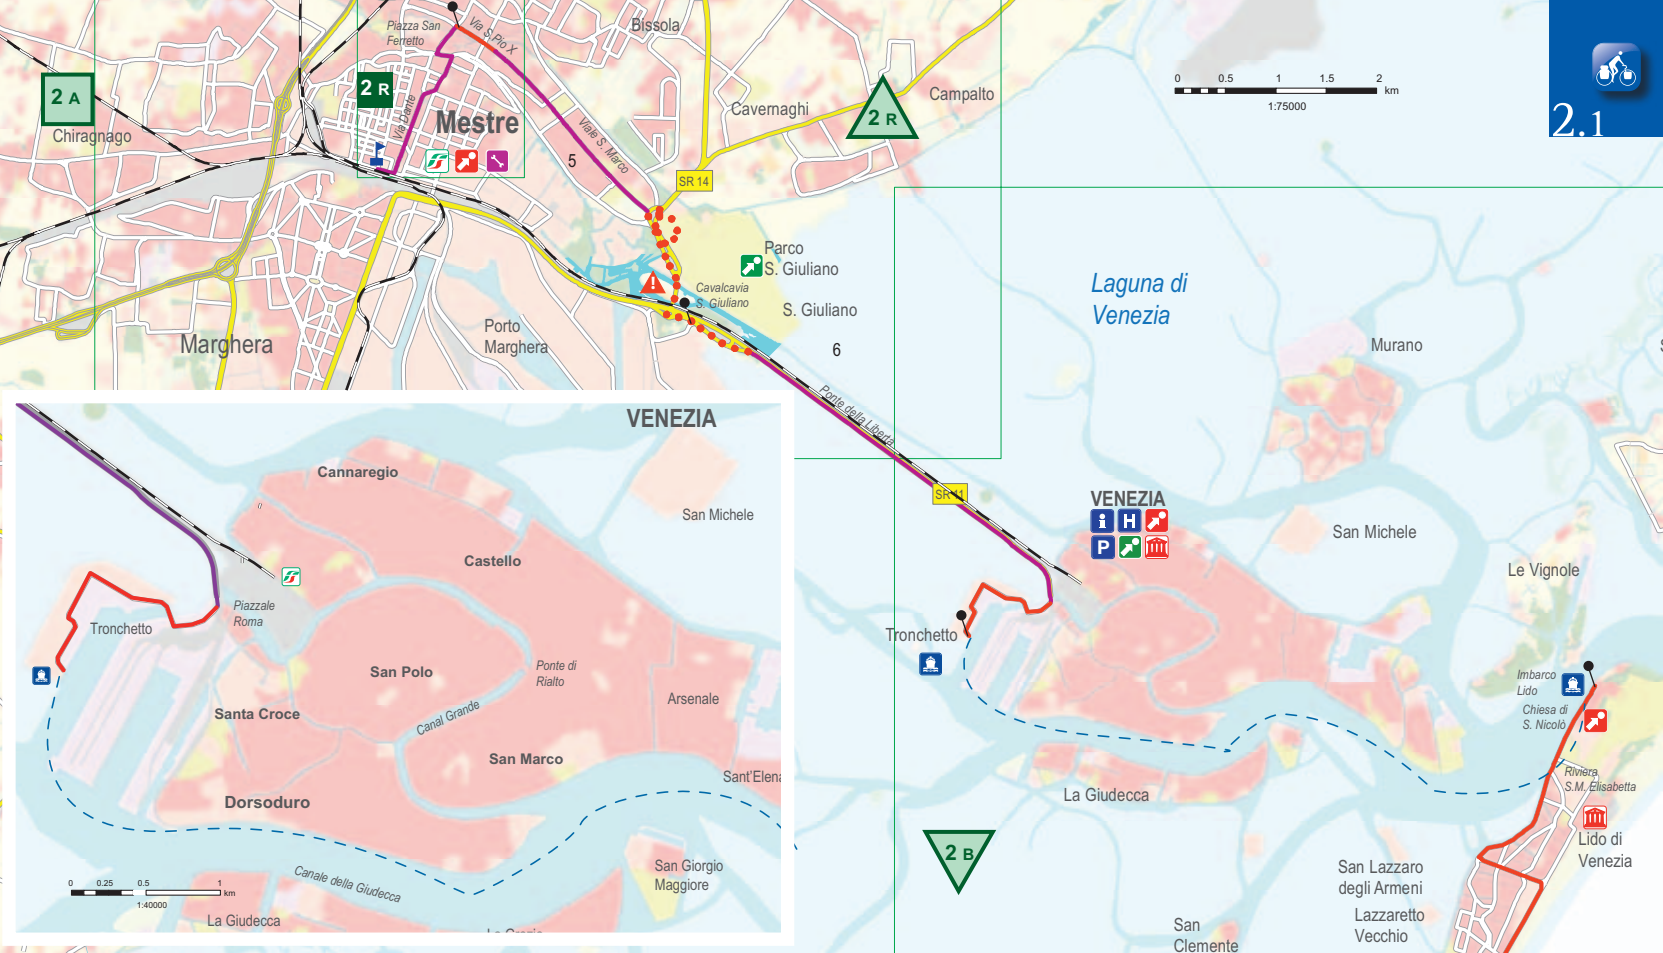 Piazza San
Ferretto
Via S.Pio X
Bissola
0 0.5 1 1.5 2
km
1:75000
2.1
2 A
2 R
Chiragnago
Via Dante
Mestre
Cavernaghi
Campalto
2 R
5
Viale S. Marco
SR 14
Parco
S. Giuliano
Cavalcavia
S. Giuliano
S. Giuliano
Laguna di
Venezia
Marghera
Porto
Marghera
6
Murano
Ponte della Libertà
SR 11
VENEZIA
i H
P
San Michele
Le Vignole
Tronchetto
Imbarco
Lido
Chiesa di
S. Nicolò
Riviera
S.M. Elisabetta
La Giudecca
Lido di
Venezia
2 B
San Lazzaro
degli Armeni
Lazzaretto
Vecchio
San
Clemente
VENEZIA
Cannaregio
San Michele
Castello
Piazzale
Roma
Tronchetto
San Polo
Ponte di
Rialto
Santa Croce
Canal Grande
Arsenale
San Marco
Sant'Elena
Dorsoduro
Canale della Giudecca
San Giorgio
Maggiore
0 0.25 0.5 1
km
1:40000
La Giudecca